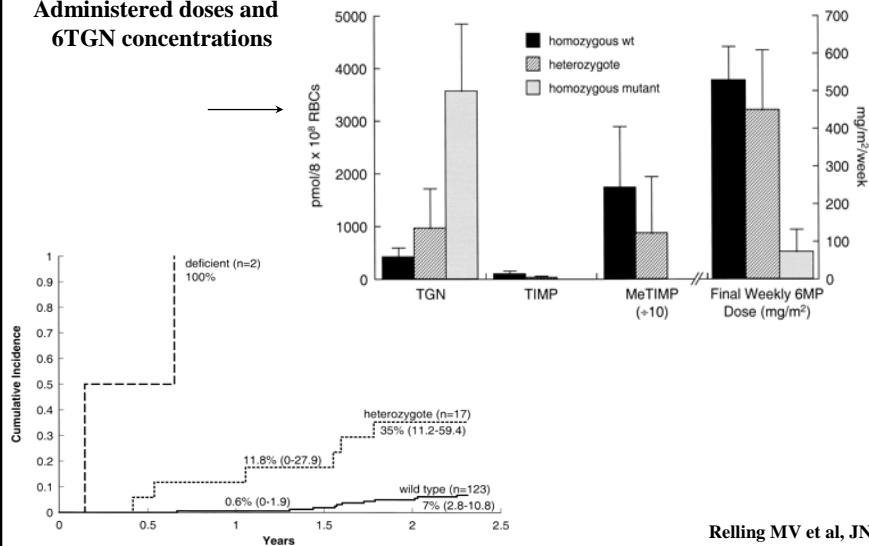 Administered doses and
6TGN concentrations
5000
4000
3000
2000
1000
0
pmol/8 x 10⁸ RBCs
homozygous wt
heterozygote
homozygous mutant
700
600
500
400
300
200
100
0
mg/m²/week
TGN
TIMP
MeTIMP
(÷10)
Final Weekly 6MP
Dose (mg/m²)
1
0.9
0.8
0.7
0.6
0.5
0.4
0.3
0.2
0.1
0
Cumulative Incidence
deficient (n=2)
100%
heterozygote (n=17)
35% (11.2-59.4)
11.8% (0-27.9)
wild type (n=123)
0.6% (0-1.9)
7% (2.8-10.8)
0 0.5 1 1.5 2 2.5
Years
Relling MV et al, JN